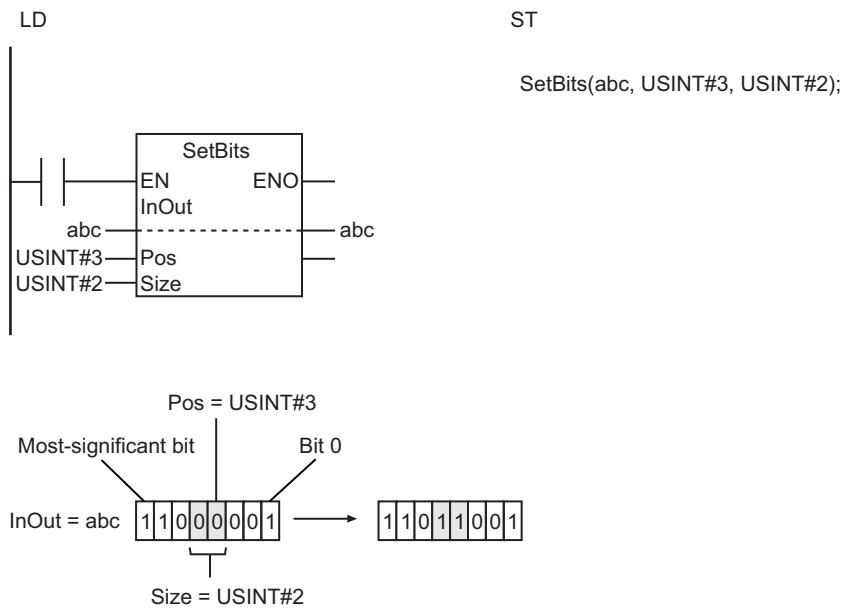 LD
ST
SetBits(abc, USINT#3, USINT#2);
SetBits
EN ENO
InOut
abc abc
USINT#3 Pos
USINT#2 Size
Pos = USINT#3
Most-significant bit Bit 0
InOut = abc 1 1 0 0 0 0 0 1 1 1 0 1 1 0 0 1
Size = USINT#2